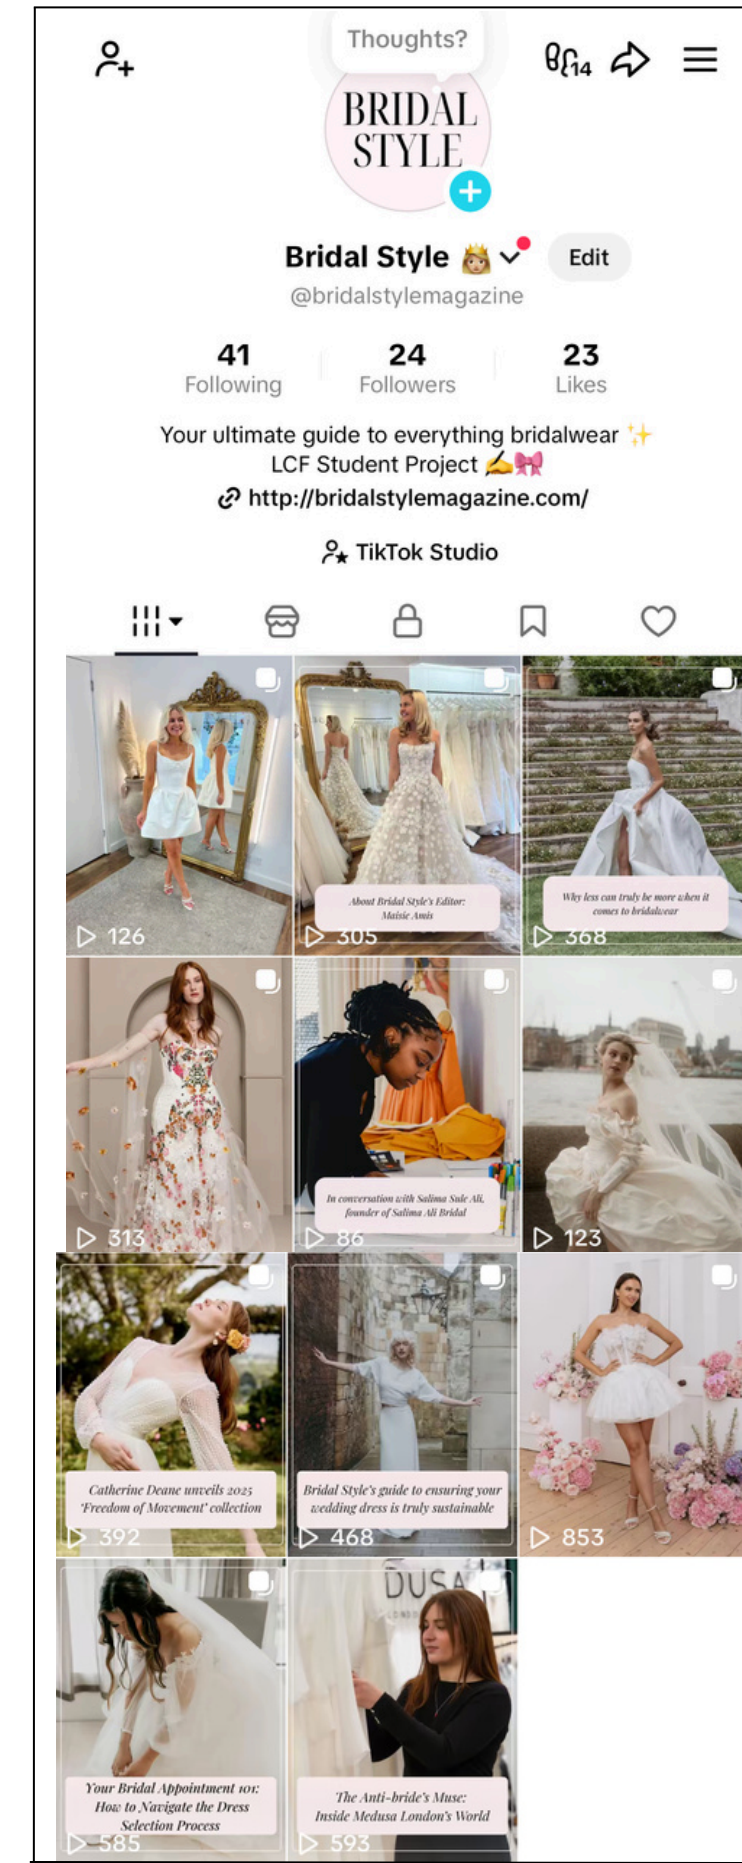 Thoughts?
14
BRIDAL
STYLE
Bridal Style
Edit
@bridalstylemagazine
41
24
23
Following
Followers
Likes
Your ultimate guide to everything bridalwear ✨
LCF Student Project ✍️🎀
http://bridalstylemagazine.com/
TikTok Studio
About Bridal Style's Editor:
Maisie Amis
Why less can truly be more when it
comes to bridalwear
126
305
368
In conversation with Salima Sule Ali,
founder of Salima Ali Bridal
313
86
123
Catherine Deane unveils 2025
'Freedom of Movement' collection
Bridal Style's guide to ensuring your
wedding dress is truly sustainable
392
468
853
DUSA
Your Bridal Appointment 101:
How to Navigate the Dress
Selection Process
The Anti-bride's Muse:
Inside Medusa London's World
585
593